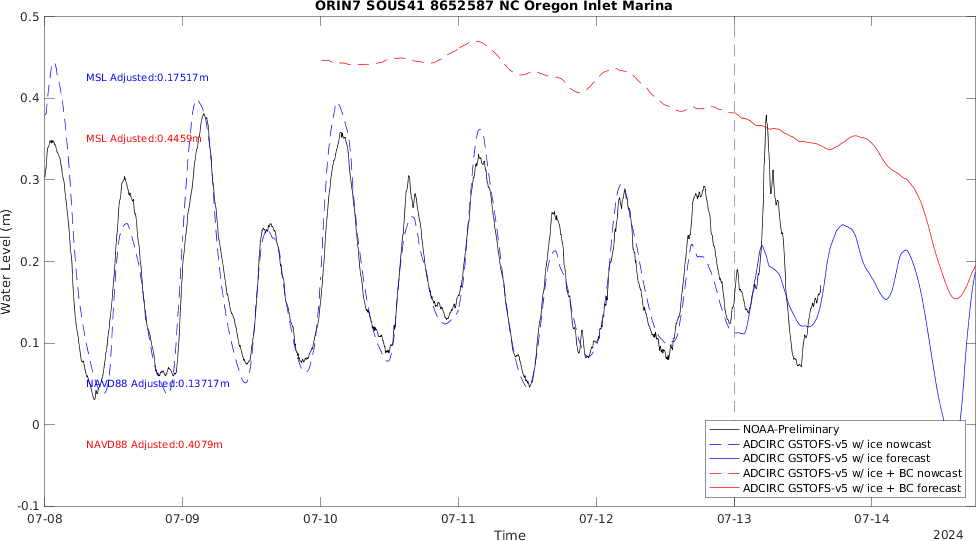 ORIN7 SOUS41 8652587 NC Oregon Inlet Marina
0.5
0.4
0.3
0.2
0.1
0
-0.1
Water Level (m)
MSL Adjusted:0.17517m
MSL Adjusted:0.4459m
NAVD88 Adjusted:0.13717m
NAVD88 Adjusted:0.4079m
NOAA-Preliminary
ADCIRC GSTOFS-v5 w/ ice nowcast
ADCIRC GSTOFS-v5 w/ ice forecast
ADCIRC GSTOFS-v5 w/ ice + BC nowcast
ADCIRC GSTOFS-v5 w/ ice + BC forecast
07-08 07-09 07-10 07-11 07-12 07-13 07-14
Time
2024